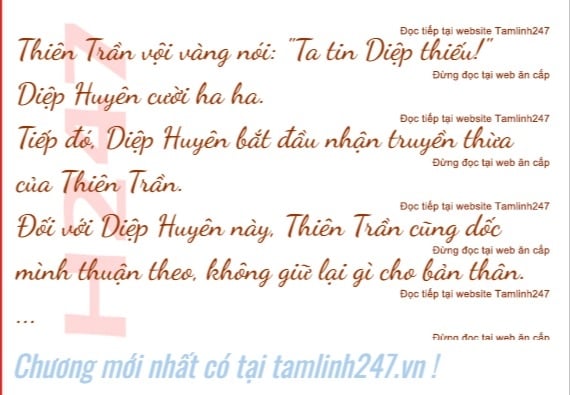 Đọc tiếp tại website Tamlinh247
Thiên Trần vội vàng nói: "Ta tin Diệp thiếu!"
Đừng đọc tại web ăn cắp
Diệp Huyên cười ha ha.
Đọc tiếp tại website Tamlinh247
Tiếp đó, Diệp Huyên bắt đầu nhận truyền thừa
Đừng đọc tại web ăn cắp
của Thiên Trần.
Đọc tiếp tại website Tamlinh247
Đối với Diệp Huyên này, Thiên Trần cũng dốc
Đừng đọc tại web ăn cắp
mình thuận theo, không giữ lại gì cho bản thân.
Đọc tiếp tại website Tamlinh247
...
Đừng đọc tại web ăn cắp
H247
Chương mới nhất có tại tamlinh247.vn !